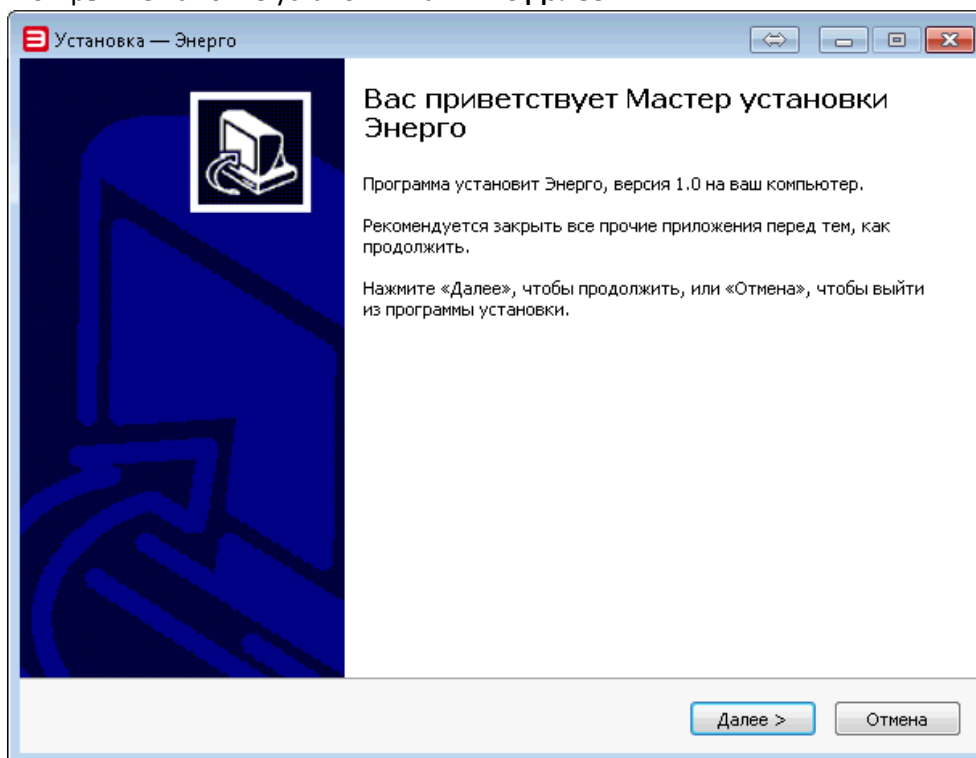 Установка — Энерго
Вас приветствует Мастер установки
Энерго
Программа установит Энерго, версия 1.0 на ваш компьютер.
Рекомендуется закрыть все прочие приложения перед тем, как
продолжить.
Нажмите «Далее», чтобы продолжить, или «Отмена», чтобы выйти
из программы установки.
Далее >
Отмена